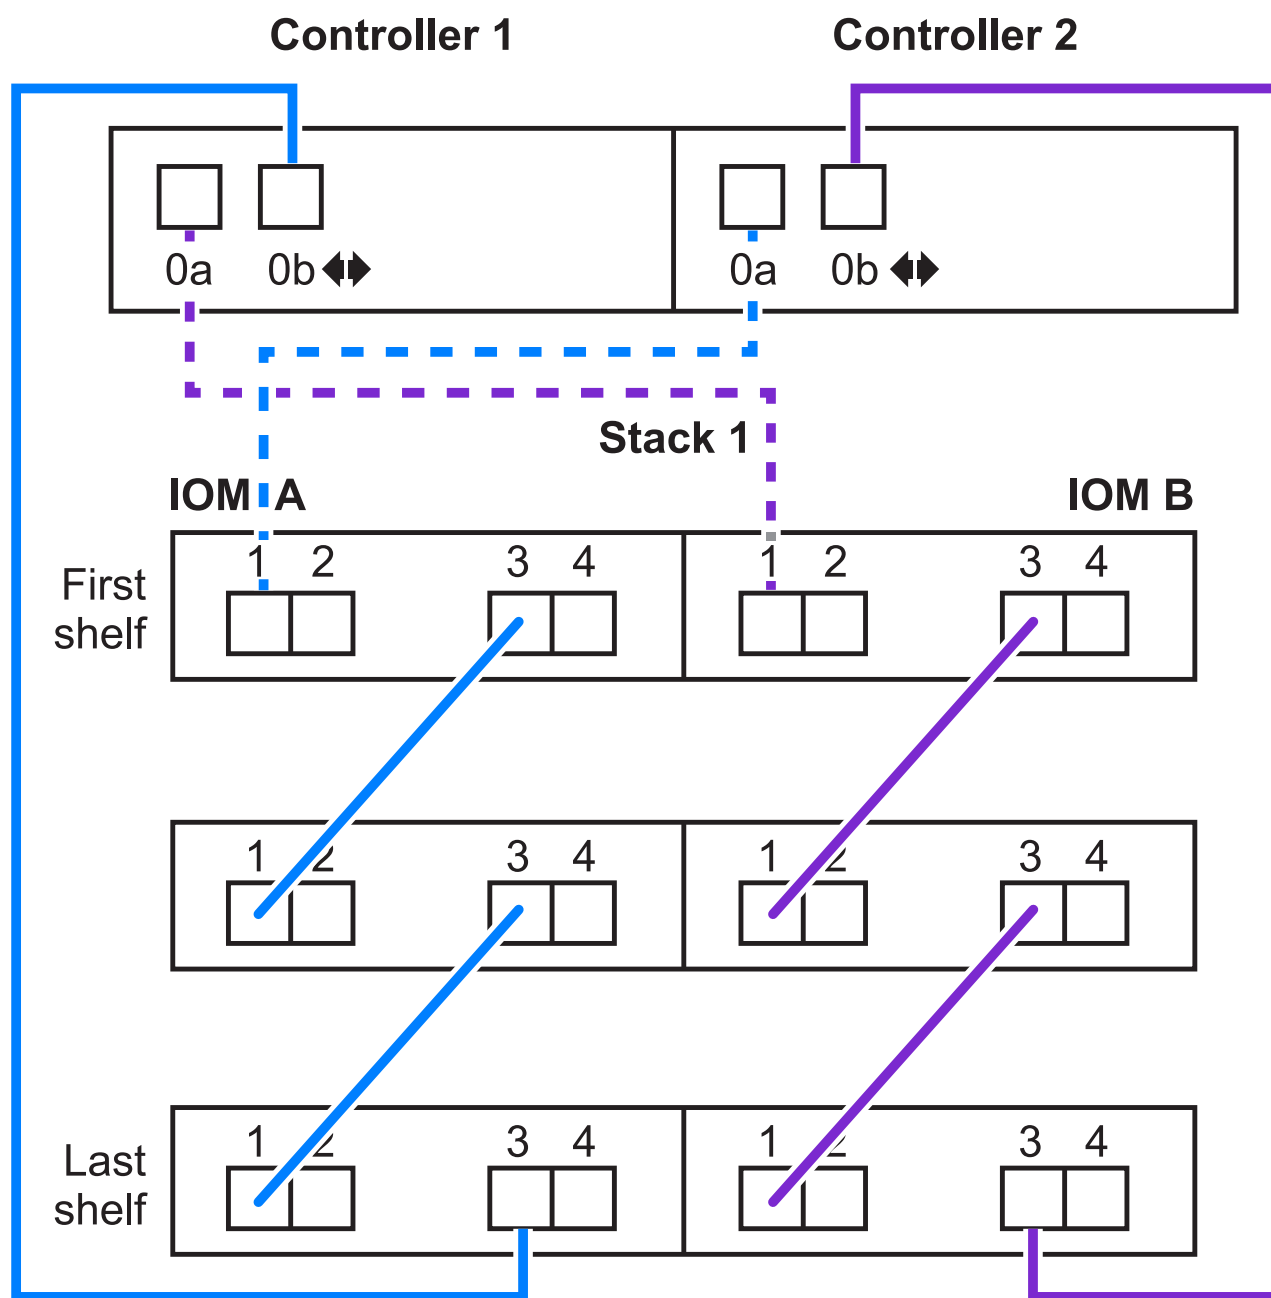 Controller 1 Controller 2
0a 0b 0a 0b
Stack 1
IOM A IOM B
1 2 3 4 1 2 3 4
First
shelf
1 2 3 4 1 2 3 4
1 2 3 4 1 2 3 4
Last
shelf